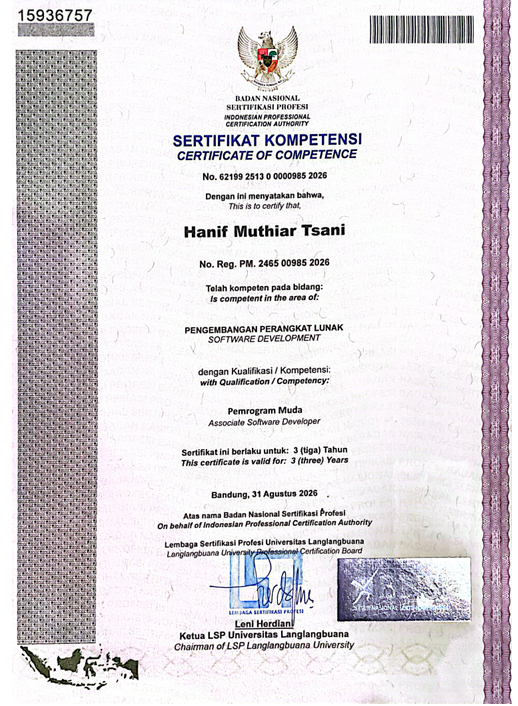 15936757
BADAN NASIONAL
SERTIFIKASI PROFESI
INDONESIAN PROFESSIONAL
CERTIFICATION AUTHORITY
SERTIFIKAT KOMPETENSI
CERTIFICATE OF COMPETENCE
No. 62199 2513 0 0000985 2026
Dengan ini menyatakan bahwa,
This is to certify that,
Hanif Muthiar Tsani
No. Reg. PM. 2465 00985 2026
Telah kompeten pada bidang:
Is competent in the area of:
PENGEMBANGAN PERANGKAT LUNAK
SOFTWARE DEVELOPMENT
dengan Kualifikasi / Kompetensi:
with Qualification / Competency:
Pemrogram Muda
Associate Software Developer
Sertifikat ini berlaku untuk: 3 (tiga) Tahun
This certificate is valid for: 3 (three) Years
Bandung, 31 Agustus 2026
Atas nama Badan Nasional Sertifikasi Profesi
On behalf of Indonesian Professional Certification Authority
Lembaga Sertifikasi Profesi Universitas Langlangbuana
Langlangbuana University Professional Certification Board
LEMBAGA SERTIFIKASI PROFESI
Leni Herdiani
Ketua LSP Universitas Langlangbuana
Chairman of LSP Langlangbuana University